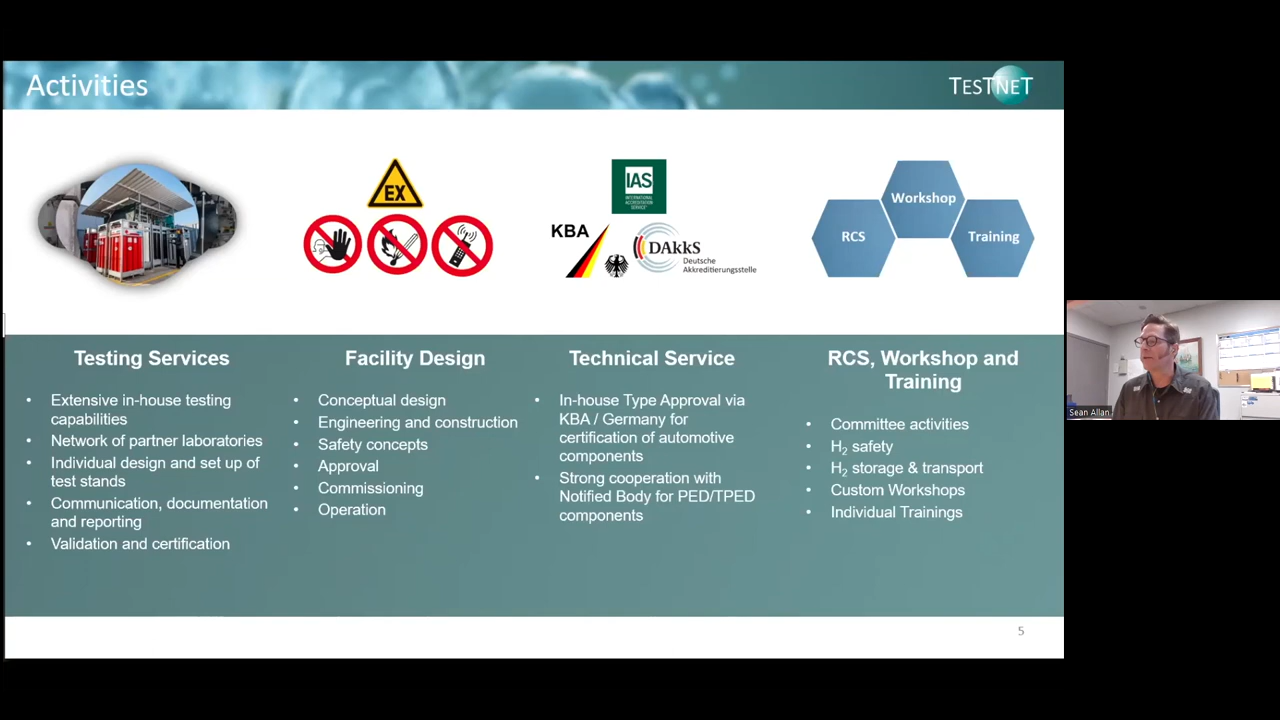 Activities
TESTNET
EX
IAS
INTERNATIONAL
ACCREDITATION
SERVICE
KBA
DAkkS
Deutsche
Akkreditierungsstelle
RCS
Workshop
Training
Testing Services
• Extensive in-house testing
capabilities
• Network of partner laboratories
• Individual design and set up of
test stands
• Communication, documentation
and reporting
• Validation and certification
Facility Design
• Conceptual design
• Engineering and construction
• Safety concepts
• Approval
• Commissioning
• Operation
Technical Service
• In-house Type Approval via
KBA / Germany for
certification of automotive
components
• Strong cooperation with
Notified Body for PED/TPED
components
RCS, Workshop and
Training
• Committee activities
• H₂ safety
• H₂ storage & transport
• Custom Workshops
• Individual Trainings
5
Sean Allan